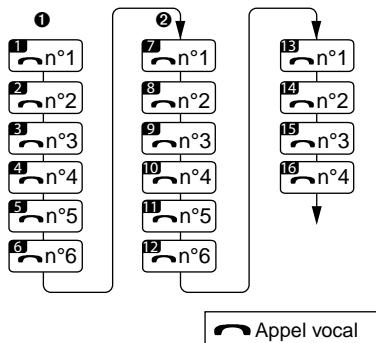 ❶ ❷
1 n°1
2 n°2
3 n°3
4 n°4
5 n°5
6 n°6
7 n°1
8 n°2
9 n°3
10 n°4
11 n°5
12 n°6
13 n°1
14 n°2
15 n°3
16 n°4
Appel vocal